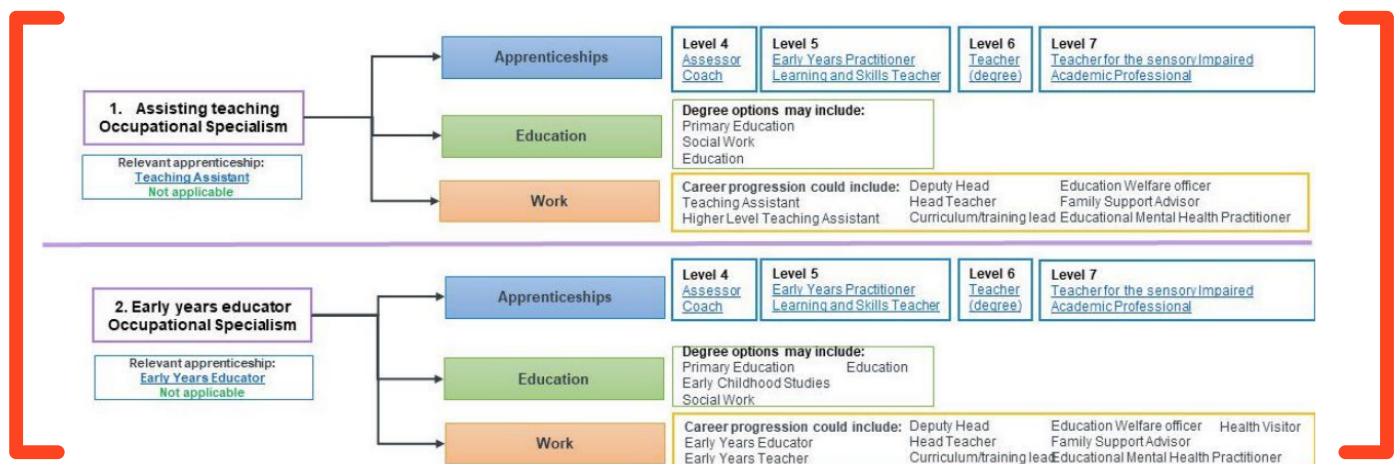 1. Assisting teaching
Occupational Specialism
Relevant apprenticeship:
Teaching Assistant
Not applicable
Apprenticeships
Level 4
Assessor
Coach
Level 5
Early Years Practitioner
Learning and Skills Teacher
Level 6
Teacher
(degree)
Level 7
Teacher for the sensory Impaired
Academic Professional
Education
Degree options may include:
Primary Education
Social Work
Education
Work
Career progression could include:
Teaching Assistant
Higher Level Teaching Assistant
Deputy Head
Head Teacher
Curriculum/training lead
Education Welfare officer
Family Support Advisor
Educational Mental Health Practitioner
2. Early years educator
Occupational Specialism
Relevant apprenticeship:
Early Years Educator
Not applicable
Apprenticeships
Level 4
Assessor
Coach
Level 5
Early Years Practitioner
Learning and Skills Teacher
Level 6
Teacher
(degree)
Level 7
Teacher for the sensory Impaired
Academic Professional
Education
Degree options may include:
Primary Education
Early Childhood Studies
Social Work
Education
Work
Career progression could include:
Early Years Educator
Early Years Teacher
Deputy Head
Head Teacher
Curriculum/training lead
Education Welfare officer
Family Support Advisor
Educational Mental Health Practitioner
Health Visitor